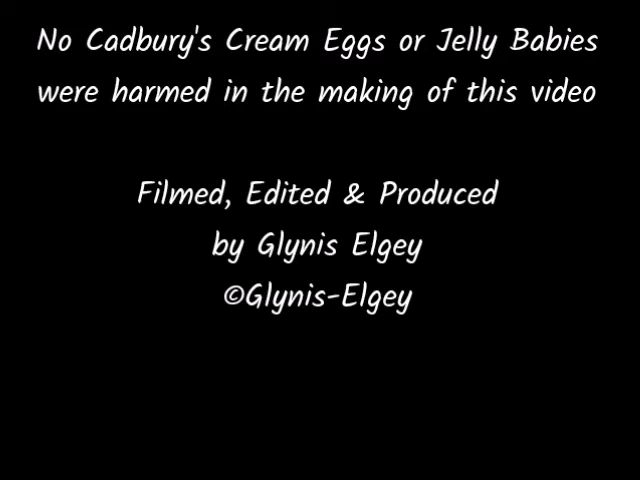 No Cadbury's Cream Eggs or Jelly Babies
were harmed in the making of this video
Filmed, Edited & Produced
by Glynis Elgey
©Glynis-Elgey